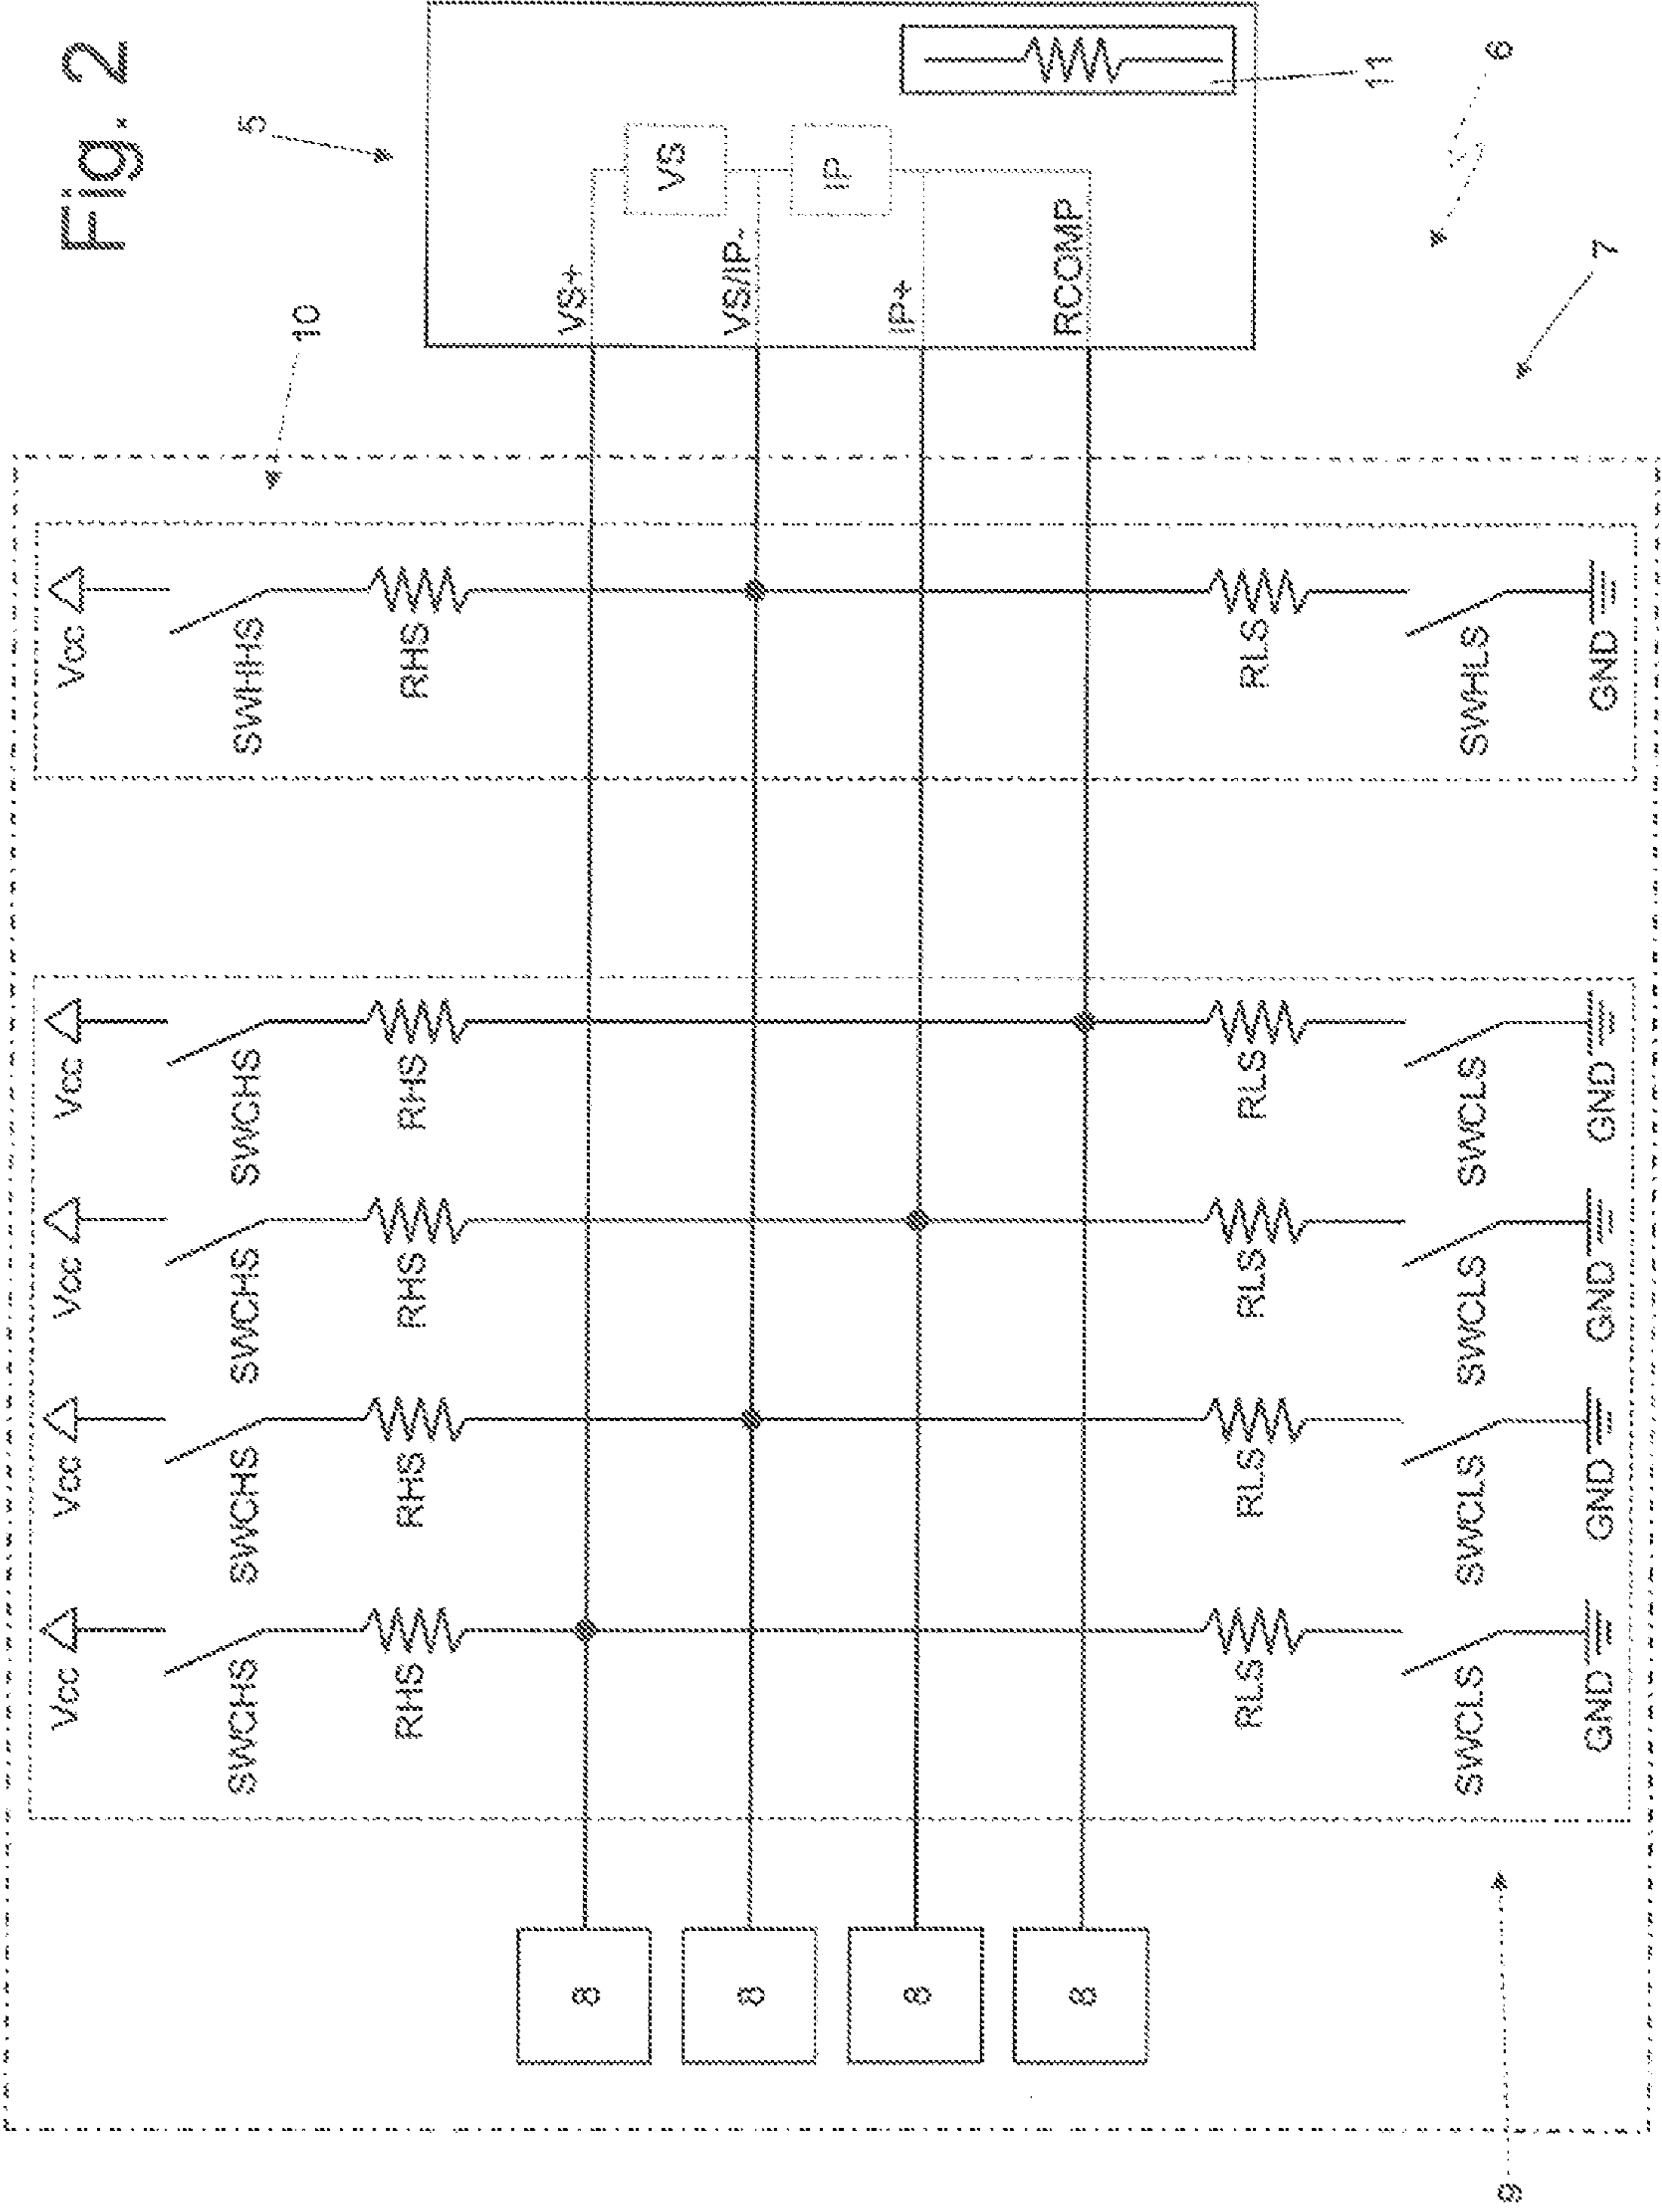 Fig. 2
5
10
6
7
11
VS
IP
VS+
VS/IP-
IP+
RCOMP
Vcc
SWHHS
RHS
RLS
SWHLS
GND
Vcc
SWCHS
RHS
RLS
SWCLS
GND
Vcc
SWCHS
RHS
RLS
SWCLS
GND
Vcc
SWCHS
RHS
RLS
SWCLS
GND
Vcc
SWCHS
RHS
RLS
SWCLS
GND
8
8
8
8
9